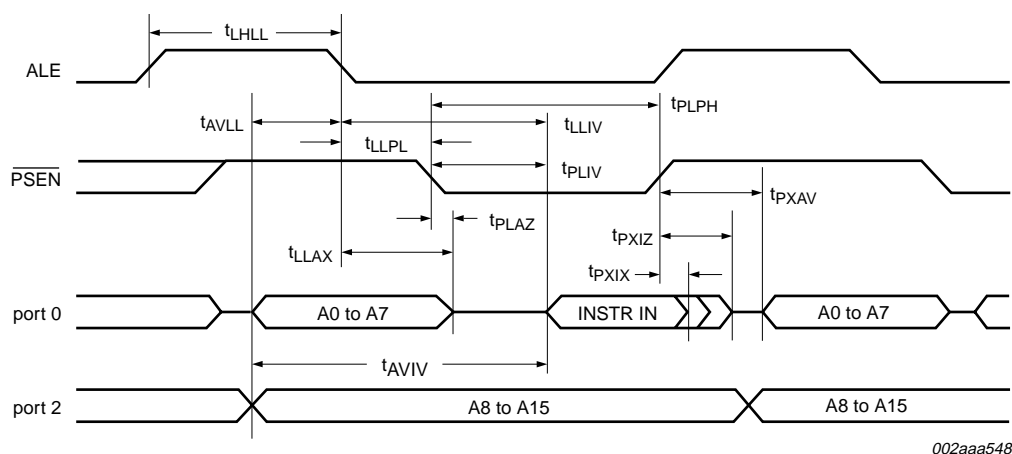 tLHLL
ALE
tPLPH
tAVLL
tLLIV
tLLPL
PSEN
tPLIV
tPXAV
tPLAZ
tPXIZ
tLLAX
tPXIX
port 0
A0 to A7
INSTR IN
A0 to A7
tAVIV
port 2
A8 to A15
A8 to A15
002aaa548